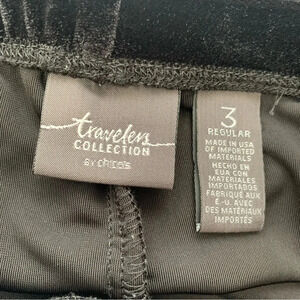 travelers
COLLECTION
BY chico's
3
REGULAR
MADE IN USA
OF IMPORTED
MATERIALS
HECHO EN
EUA CON
MATERIALES
IMPORTADOS
FABRIQUÉ AUX
É.-U. AVEC
DES MATÉRIAUX
IMPORTÉS